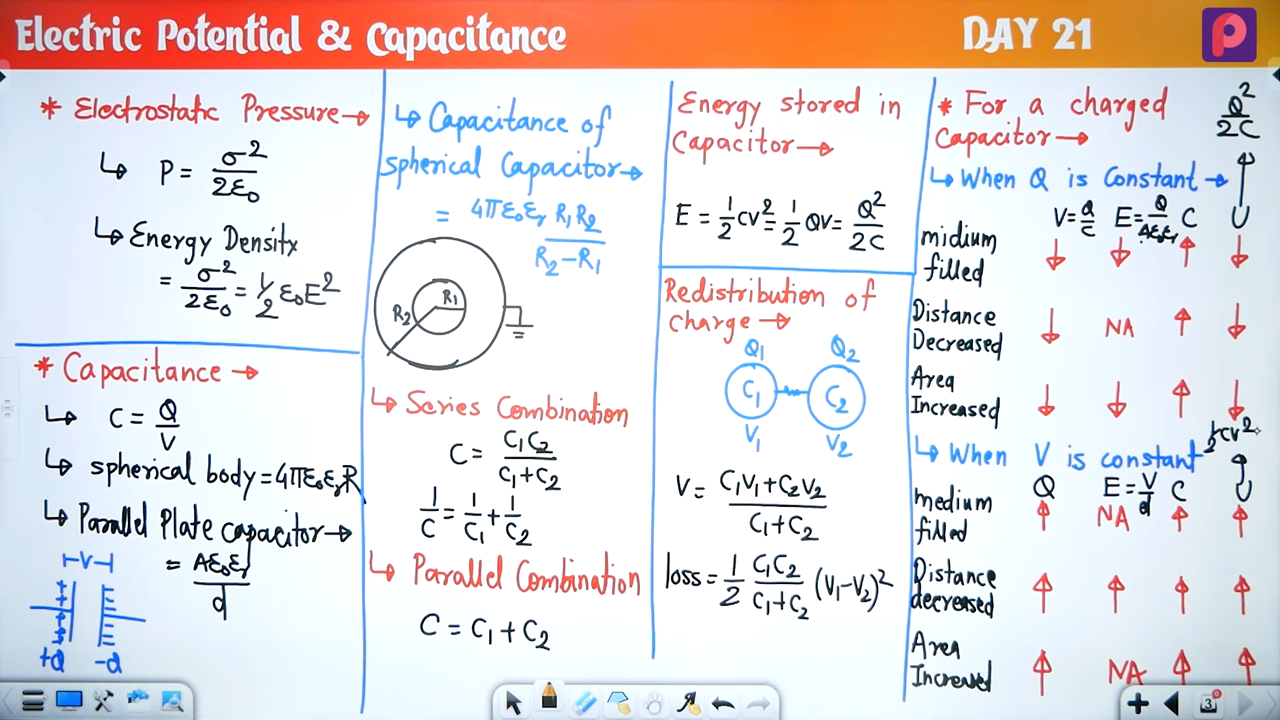 Electric Potential & Capacitance
DAY 21
* Electrostatic Pressure →
↳ P = σ²/2ε₀
↳ Energy Density
= σ²/2ε₀ = 1/2 ε₀E²
* Capacitance →
↳ C = Q/V
↳ spherical body = 4πε₀εᵣR
↳ Parallel Plate capacitor →
= Aε₀εᵣ/d
V
+Q -Q
↳ Capacitance of
spherical Capacitor →
= 4πε₀εᵣ R₁R₂/R₂-R₁
R₁
R₂
↳ Series Combination
C = C₁C₂/C₁+C₂
1/C = 1/C₁ + 1/C₂
↳ Parallel Combination
C = C₁ + C₂
Energy stored in
Capacitor →
E = 1/2 CV² = 1/2 QV = Q²/2C
Redistribution of
charge →
Q₁ Q₂
C₁ C₂
V₁ V₂
V = C₁V₁+C₂V₂/C₁+C₂
loss = 1/2 C₁C₂/C₁+C₂ (V₁-V₂)²
* For a charged
Capacitor →
Q²/2C
↳ When Q is Constant →
V=Q/C E=Q/Aε₀εᵣ C U
midium
filled ↓ ↓ ↑ ↓
Distance
Decreased ↓ NA ↑ ↓
Area
Increased ↓ ↓ ↑ ↓
1/2 CV²
↳ When V is constant
Q E=V/d C U
medium
filled ↑ NA ↑ ↑
Distance
decreased ↑ ↑ ↑ ↑
Area
Increased ↑ NA ↑ ↑
3